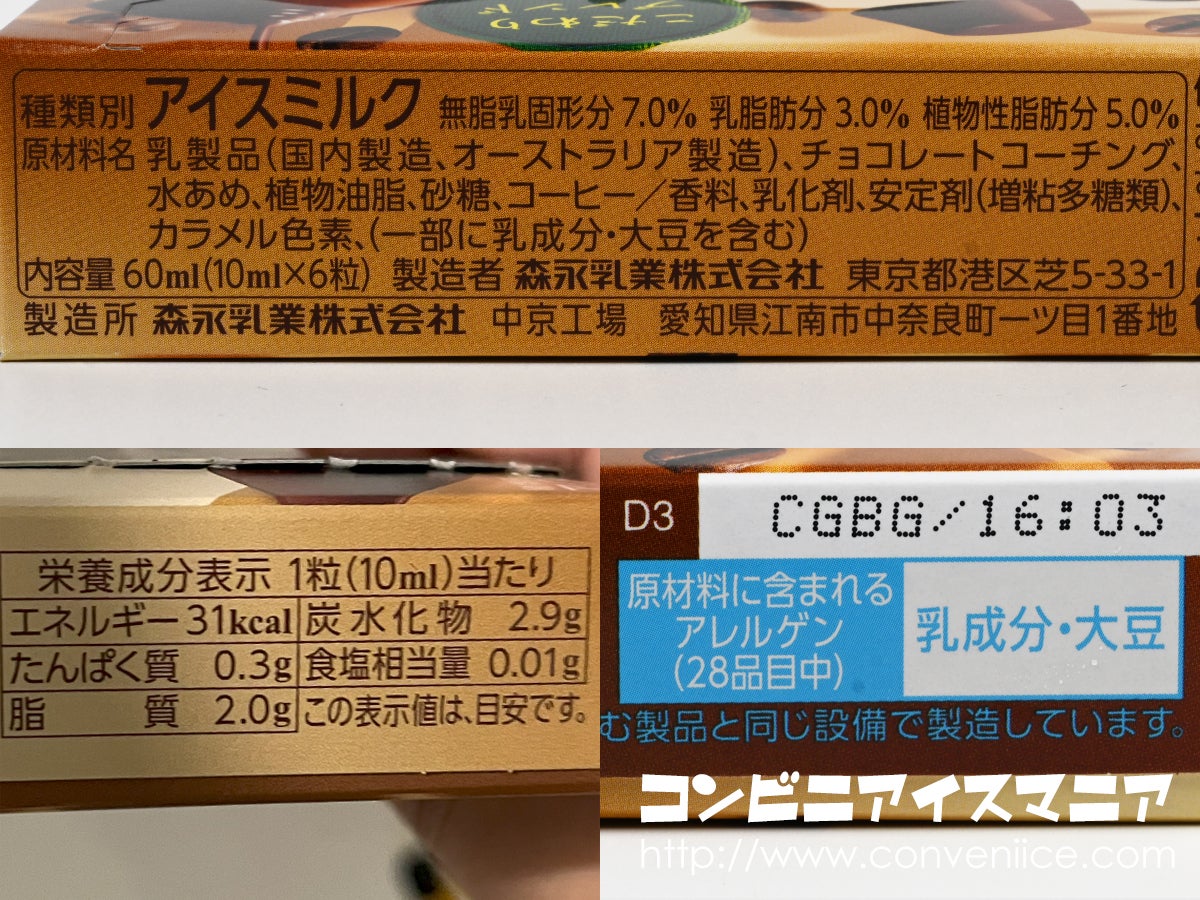 こだわり
ブレンド
種類別 アイスミルク 無脂乳固形分 7.0% 乳脂肪分 3.0% 植物性脂肪分 5.0%
原材料名 乳製品(国内製造、オーストラリア製造)、チョコレートコーチング、
水あめ、植物油脂、砂糖、コーヒー／香料、乳化剤、安定剤(増粘多糖類)、
カラメル色素、(一部に乳成分・大豆を含む)
内容量 60ml(10ml×6粒) 製造者 森永乳業株式会社 東京都港区芝5-33-1
製造所 森永乳業株式会社 中京工場 愛知県江南市中奈良町一ツ目1番地
栄養成分表示 1粒(10ml)当たり
エネルギー 31kcal 炭水化物 2.9g
たんぱく質 0.3g 食塩相当量 0.01g
脂質 2.0g この表示値は、目安です。
D3 CGBG/16:03
原材料に含まれる
アレルゲン
(28品目中)
乳成分・大豆
む製品と同じ設備で製造しています。
コンビニアイスマニア
http://www.conveniice.com